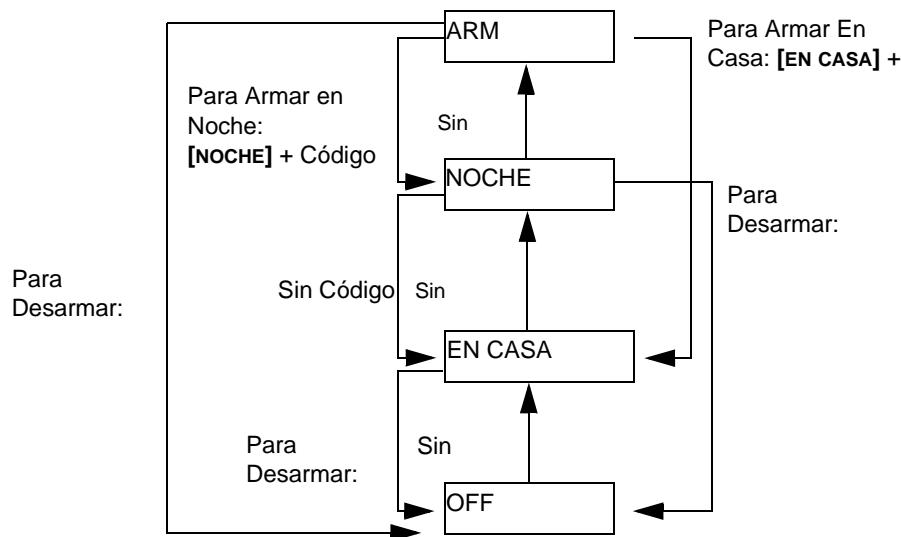 ARM
Para Armar En
Casa: [EN CASA] +
Para Armar en
Noche:
[NOCHE] + Código
Sin
NOCHE
Para
Desarmar:
Para
Desarmar:
Sin Código
Sin
EN CASA
Para
Desarmar:
Sin
OFF